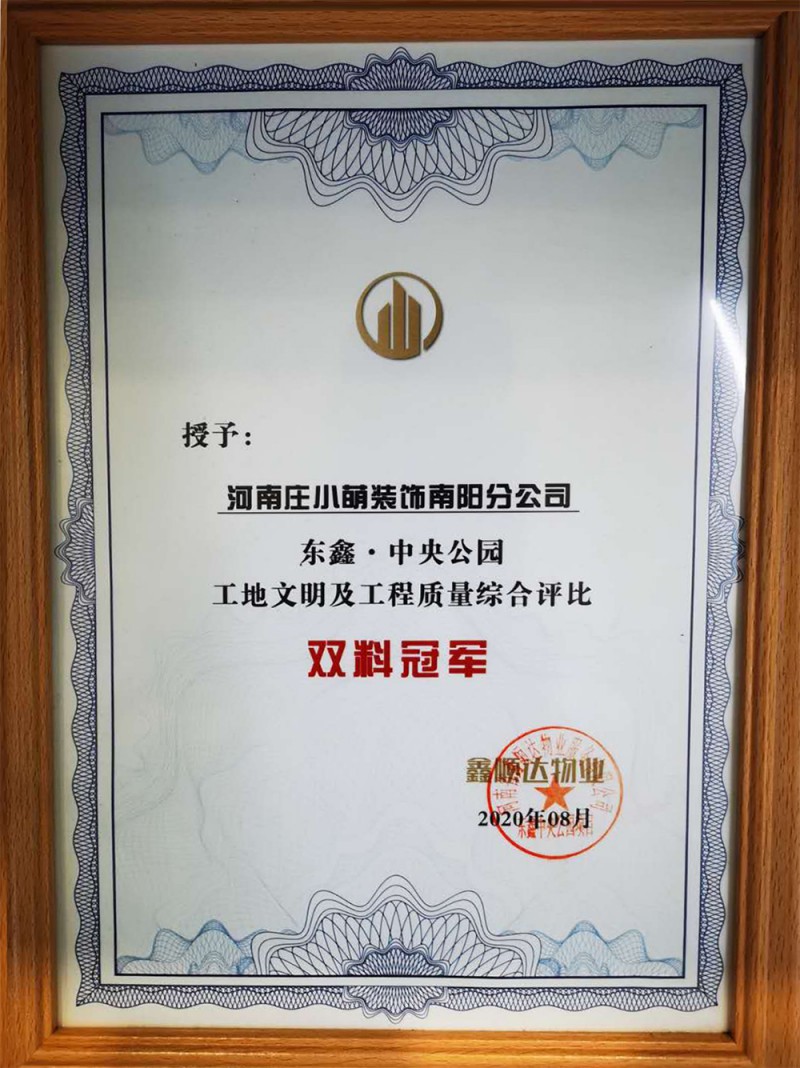 授予：
河南庄小萌装饰南阳分公司
东鑫·中央公园
工地文明及工程质量综合评比
双料冠军
鑫顺达物业
2020年08月